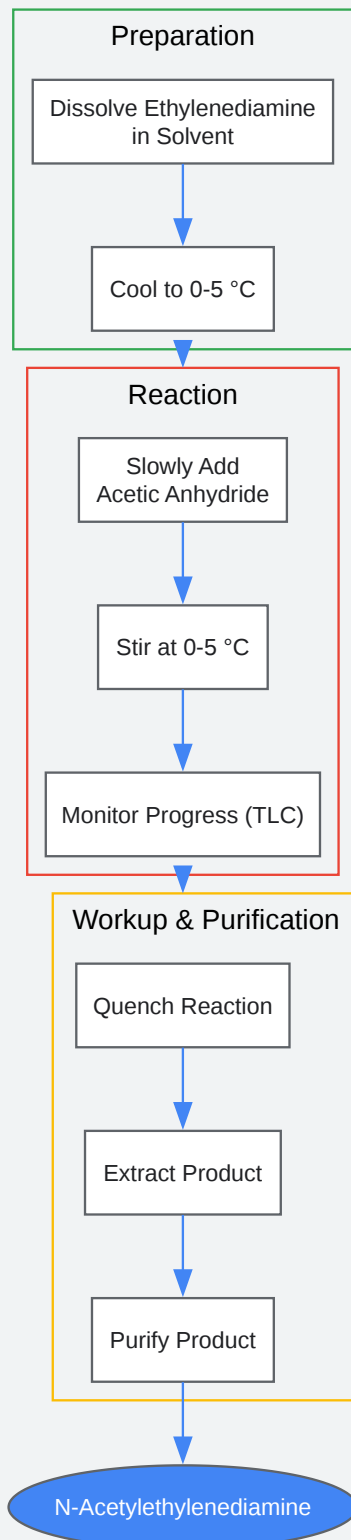 Preparation
Dissolve Ethylenediamine
in Solvent
Cool to 0-5 °C
Reaction
Slowly Add
Acetic Anhydride
Stir at 0-5 °C
Monitor Progress (TLC)
Workup & Purification
Quench Reaction
Extract Product
Purify Product
N-Acetylethylenediamine